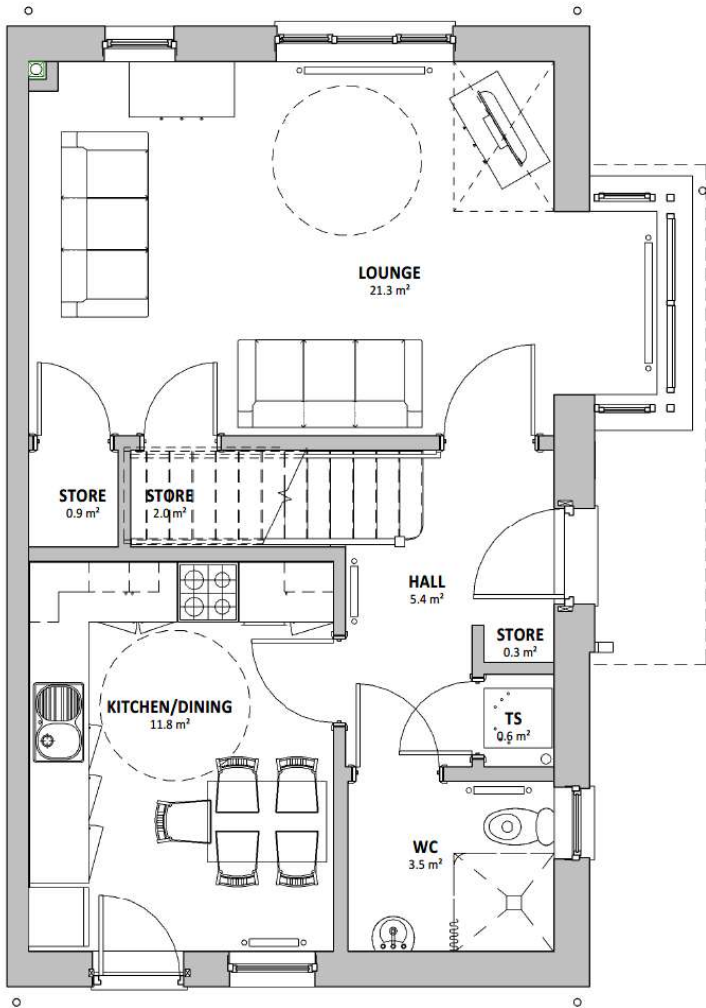 LOUNGE
21.3 m²
STORE
0.9 m²
STORE
2.0 m²
HALL
5.4 m²
STORE
0.3 m²
KITCHEN/DINING
11.8 m²
TS
0.6 m²
WC
3.5 m²